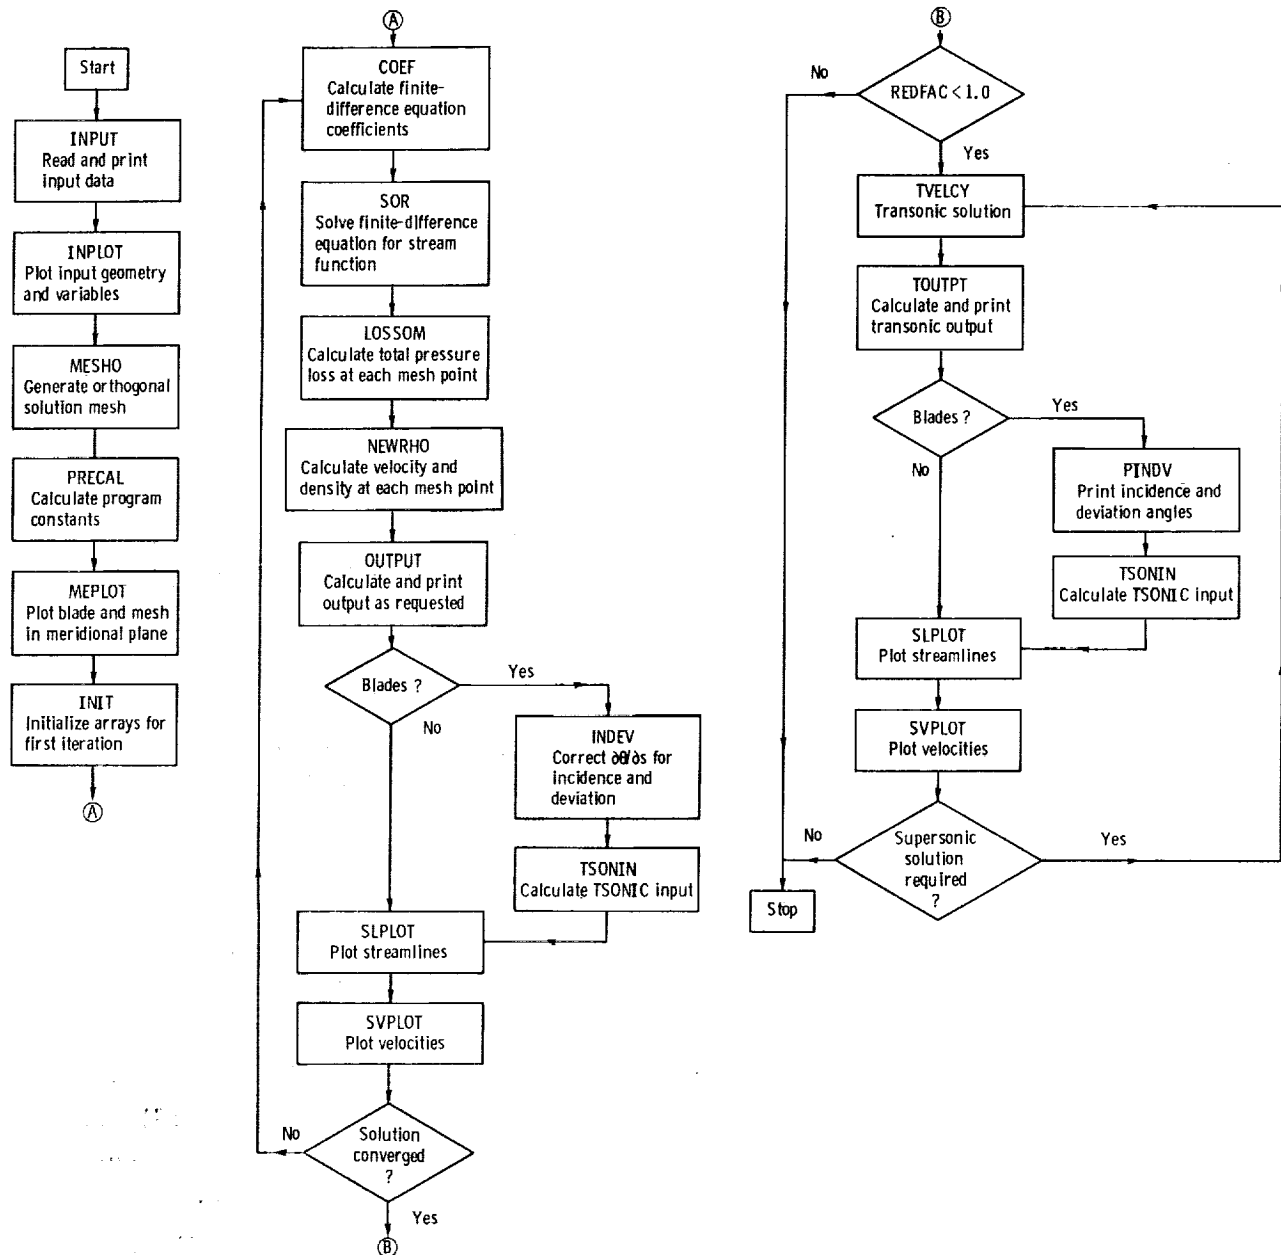 Start
INPUT
Read and print
input data
INPLOT
Plot input geometry
and variables
MESHO
Generate orthogonal
solution mesh
PRECAL
Calculate program
constants
MEPLOT
Plot blade and mesh
in meridional plane
INIT
Initialize arrays for
first iteration
A
A
COEF
Calculate finite-
difference equation
coefficients
SOR
Solve finite-difference
equation for stream
function
LOSSOM
Calculate total pressure
loss at each mesh point
NEWRHO
Calculate velocity and
density at each mesh point
OUTPUT
Calculate and print
output as requested
Blades ?
Yes
No
INDEV
Correct ∂θ/∂s for
incidence and
deviation
TSONIN
Calculate TSONIC input
SLPLOT
Plot streamlines
SVPLOT
Plot velocities
No
Solution
converged
?
Yes
B
B
No
REDFAC < 1.0
Yes
TVELCY
Transonic solution
TOUTPT
Calculate and print
transonic output
Blades ?
Yes
No
PINDV
Print incidence and
deviation angles
TSONIN
Calculate TSONIC input
SLPLOT
Plot streamlines
SVPLOT
Plot velocities
No
Supersonic
solution
required
?
Yes
Stop